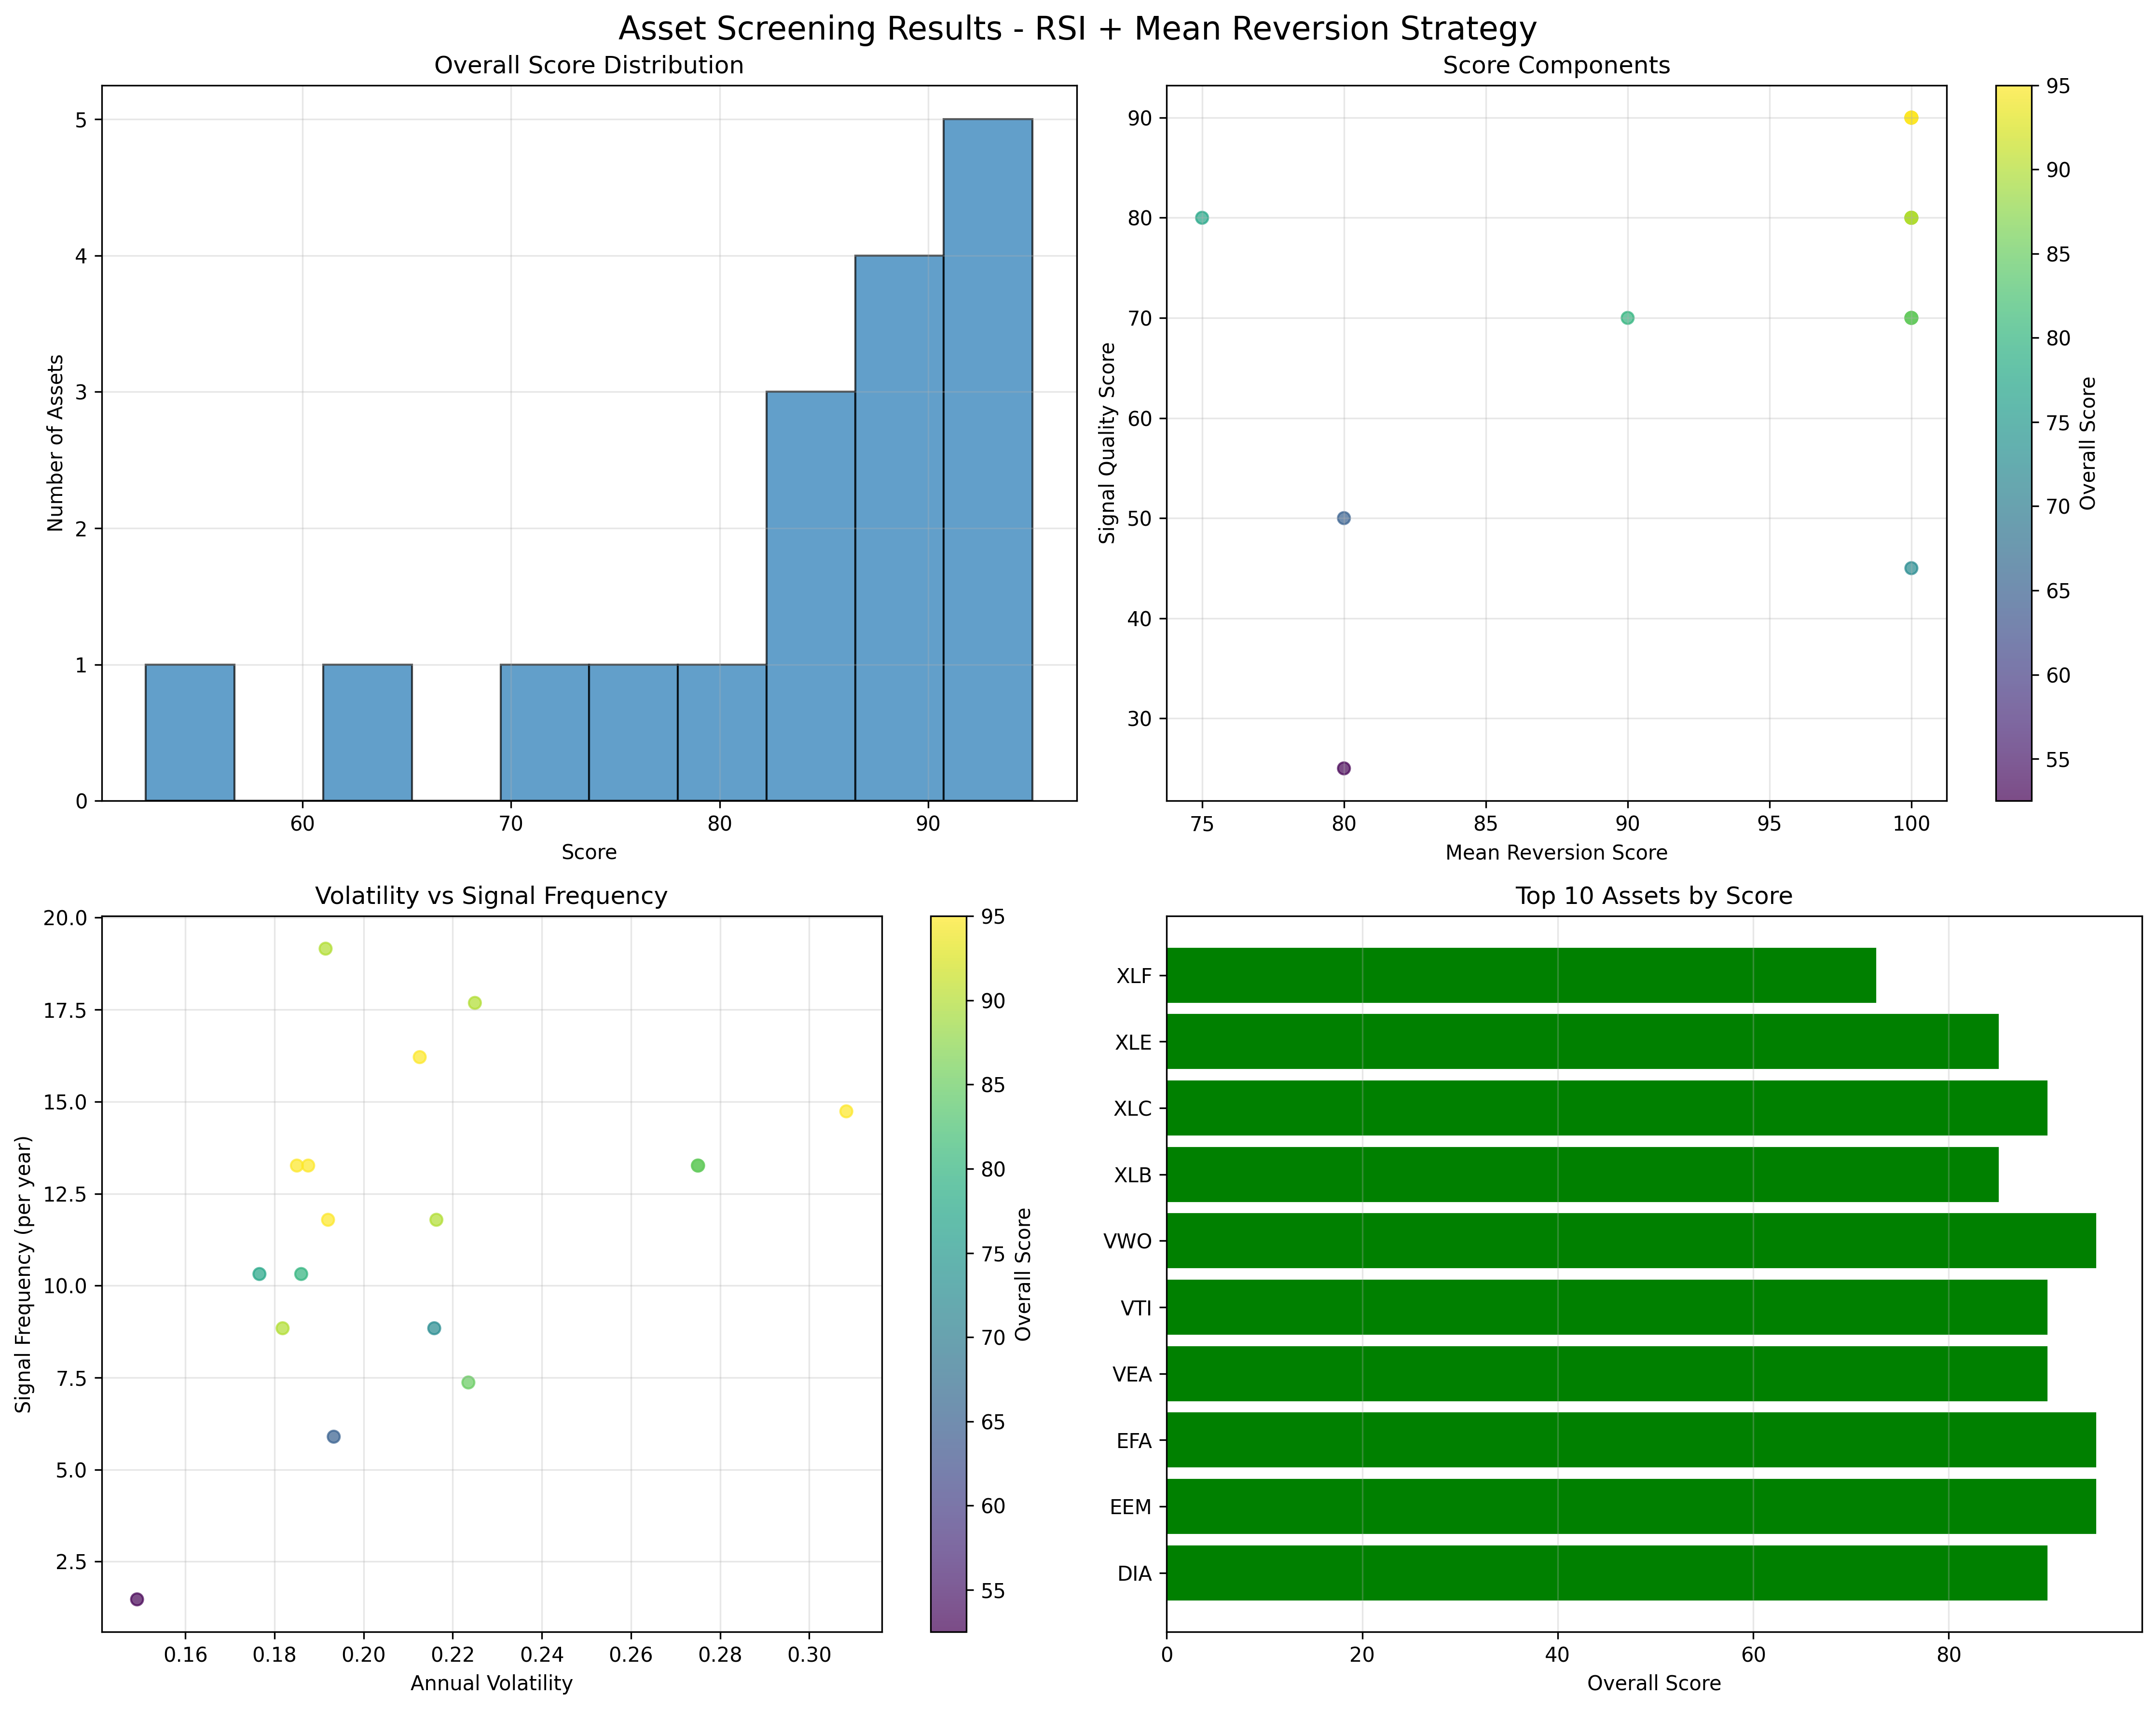 Asset Screening Results - RSI + Mean Reversion Strategy
Overall Score Distribution
Number of Assets
5
4
3
2
1
0
60 70 80 90
Score
Score Components
Signal Quality Score
90
80
70
60
50
40
30
75 80 85 90 95 100
Mean Reversion Score
95
90
85
80
75
70
65
60
55
Overall Score
Volatility vs Signal Frequency
Signal Frequency (per year)
20.0
17.5
15.0
12.5
10.0
7.5
5.0
2.5
0.16 0.18 0.20 0.22 0.24 0.26 0.28 0.30
Annual Volatility
95
90
85
80
75
70
65
60
55
Overall Score
Top 10 Assets by Score
XLF
XLE
XLC
XLB
VWO
VTI
VEA
EFA
EEM
DIA
0 20 40 60 80
Overall Score